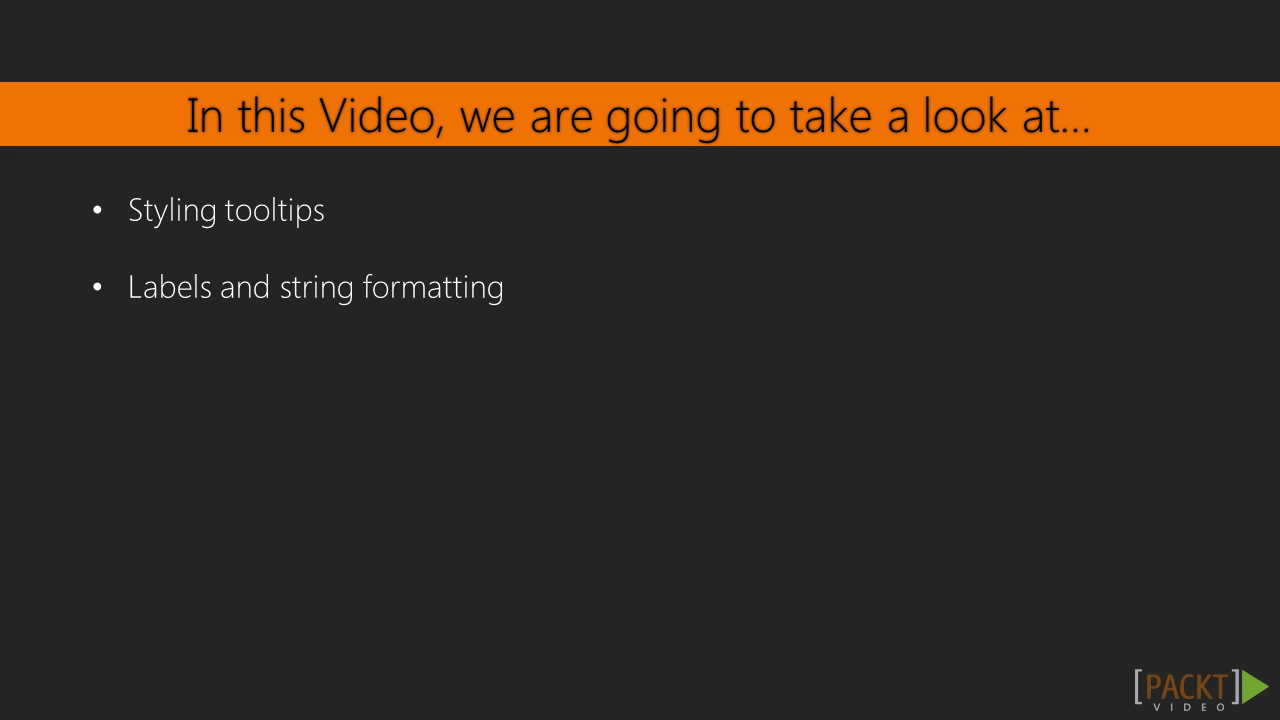 In this Video, we are going to take a look at...
• Styling tooltips
• Labels and string formatting
[PACKT]
VIDEO